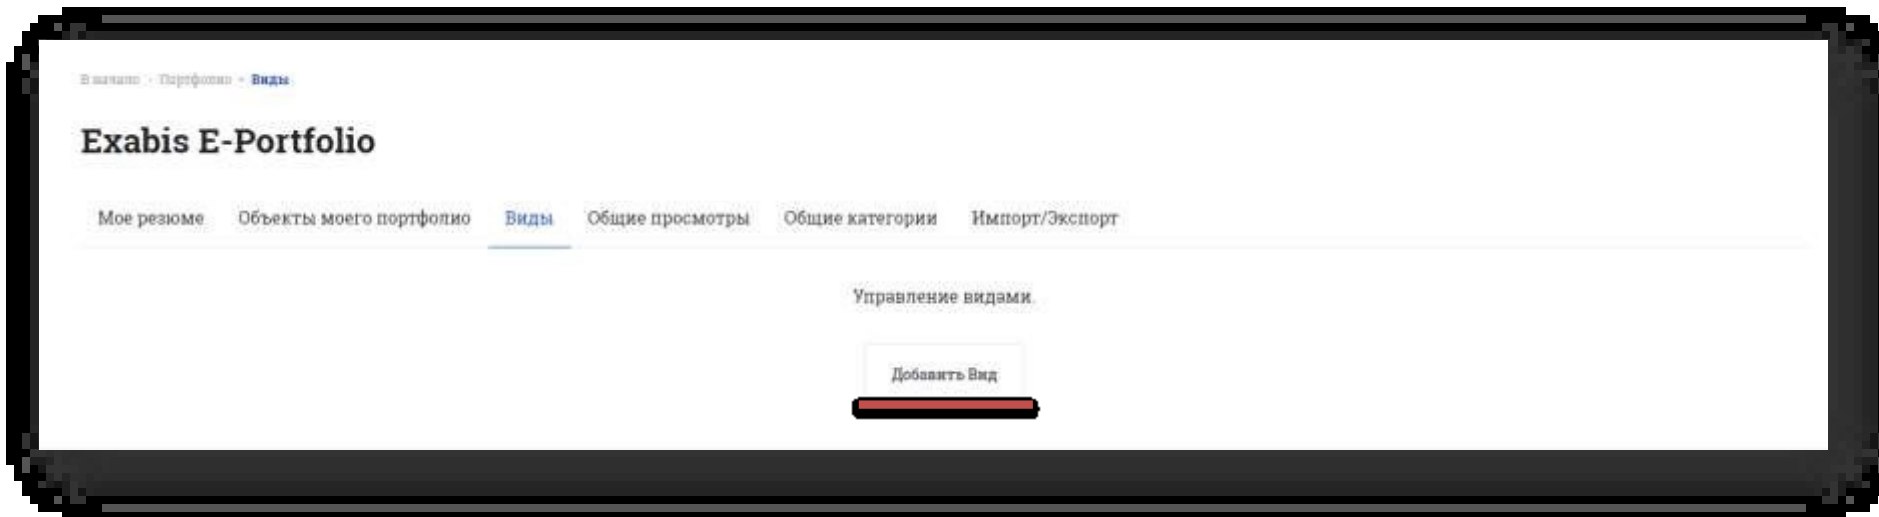 В начало - Портфолио - Виды
Exabis E-Portfolio
Мое резюме Объекты моего портфолио Виды Общие просмотры Общие категории Импорт/Экспорт
Управление видами.
Добавить Вид